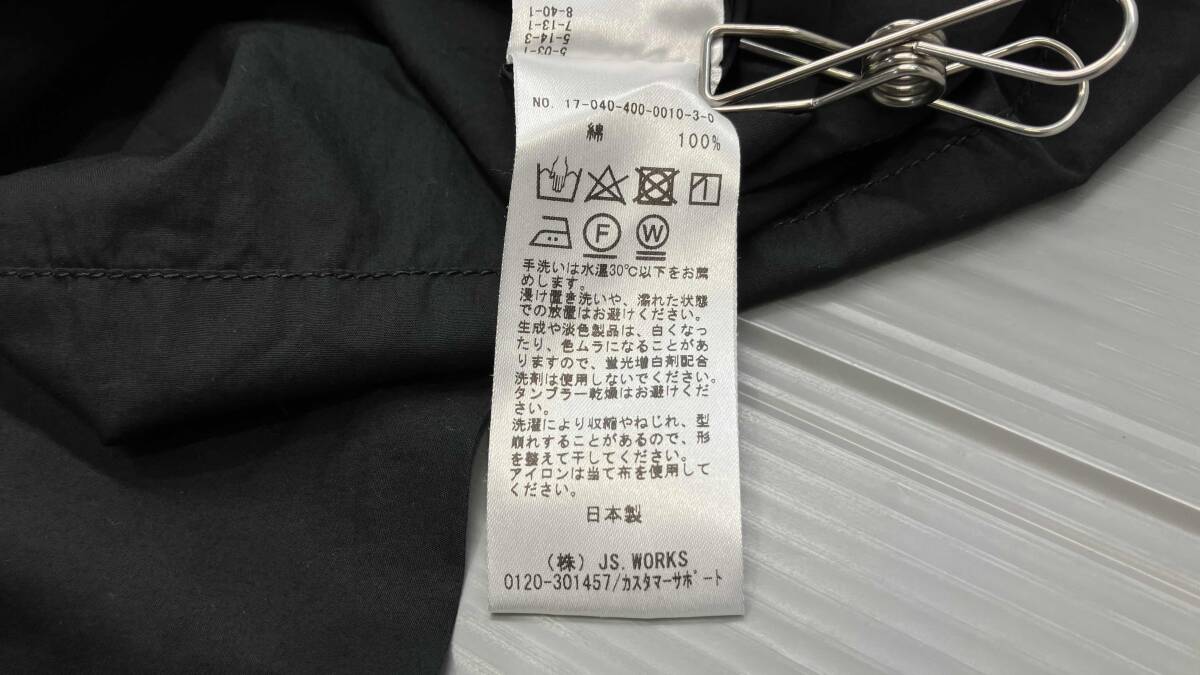 8-40-1
7-13-1
5-14-3
5-03-1
NO. 17-040-400-0010-3-0
綿 100%
F W
手洗いは水温30℃以下をお薦
めします。
浸け置き洗いや、濡れた状態
での放置はお避けください。
生成や淡色製品は、白くなっ
たり、色ムラになることがあ
りますので、蛍光増白剤配合
洗剤は使用しないでください。
タンブラー乾燥はお避けくだ
さい。
洗濯により収縮やねじれ、型
崩れすることがあるので、形
を整えて干してください。
アイロンは当て布を使用して
ください。
日本製
(株) JS.WORKS
0120-301457/カスタマーサポート